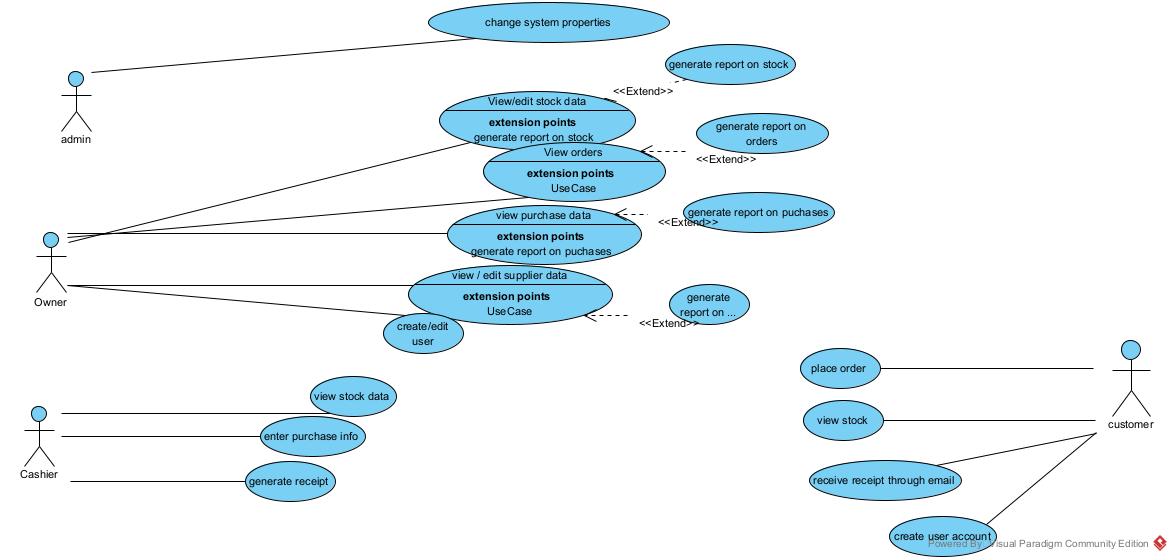 change system properties
generate report on stock
<<Extend>>
admin
View/edit stock data
extension points
generate report on stock
generate report on
orders
<<Extend>>
View orders
extension points
UseCase
generate report on puchases
<<Extend>>
view purchase data
extension points
generate report on puchases
Owner
view / edit supplier data
extension points
UseCase
generate
report on ...
<<Extend>>
create/edit
user
place order
view stock data
view stock
customer
enter purchase info
Cashier
generate receipt
receive receipt through email
create user account
Powered By: Visual Paradigm Community Edition